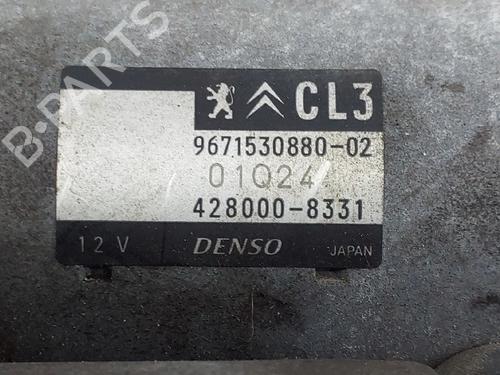 CL3
9671530880-02
01Q24
428000-8331
12 V DENSO JAPAN
B-PARTS